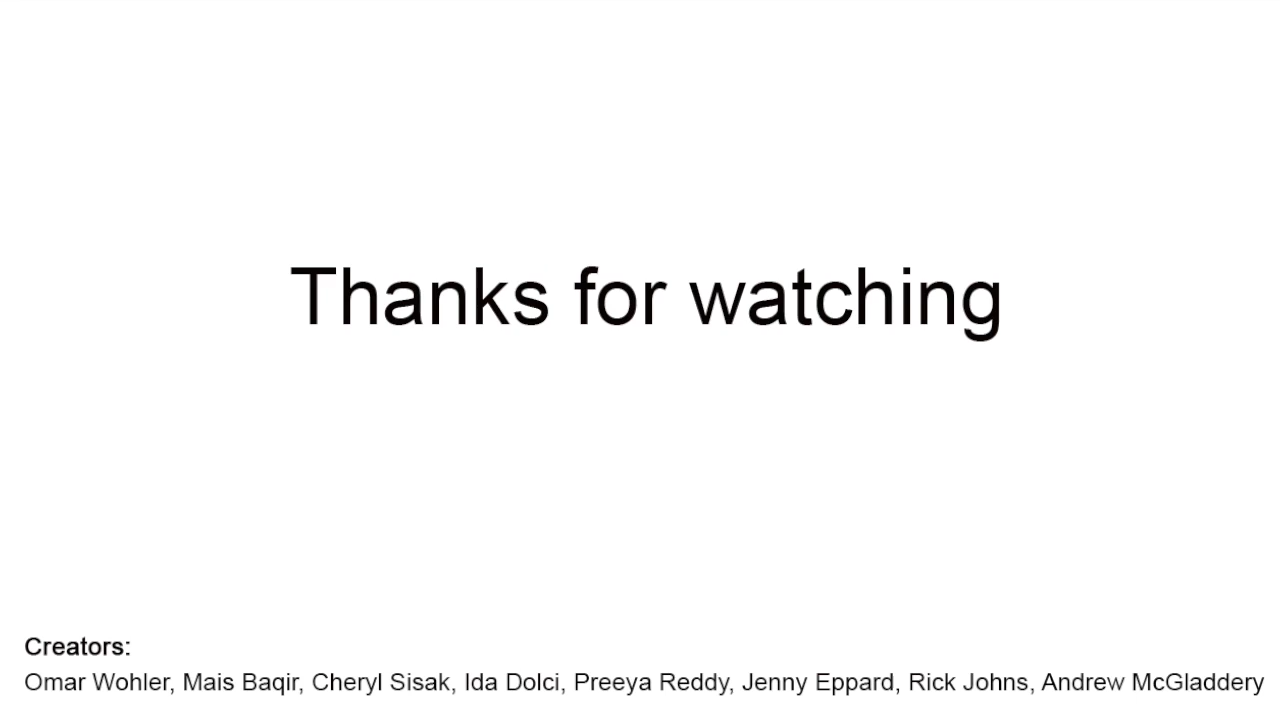 Thanks for watching
Creators:
Omar Wohler, Mais Baqir, Cheryl Sisak, Ida Dolci, Preeya Reddy, Jenny Eppard, Rick Johns, Andrew McGladdery